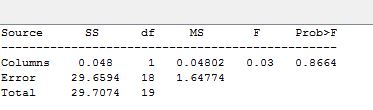 Source SS df MS F Prob>F
------------------------------------------------
Columns 0.048 1 0.04802 0.03 0.8664
Error 29.6594 18 1.64774
Total 29.7074 19